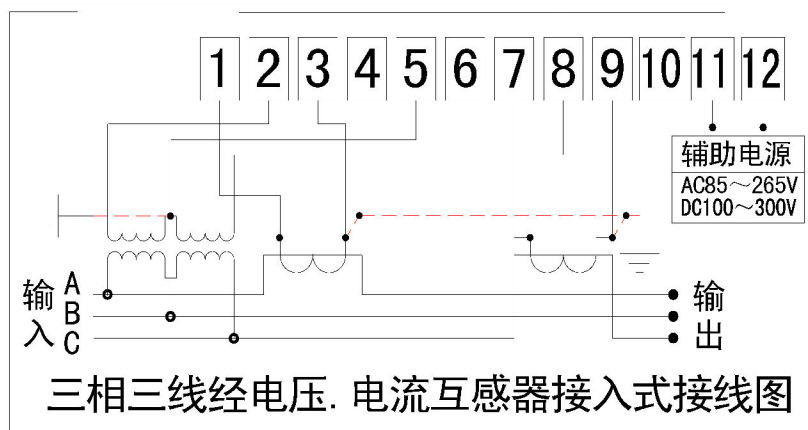 1 2 3 4 5 6 7 8 9 10 11 12
辅助电源
AC85～265V
DC100～300V
输入
A
B
C
输出
三相三线经电压.电流互感器接入式接线图